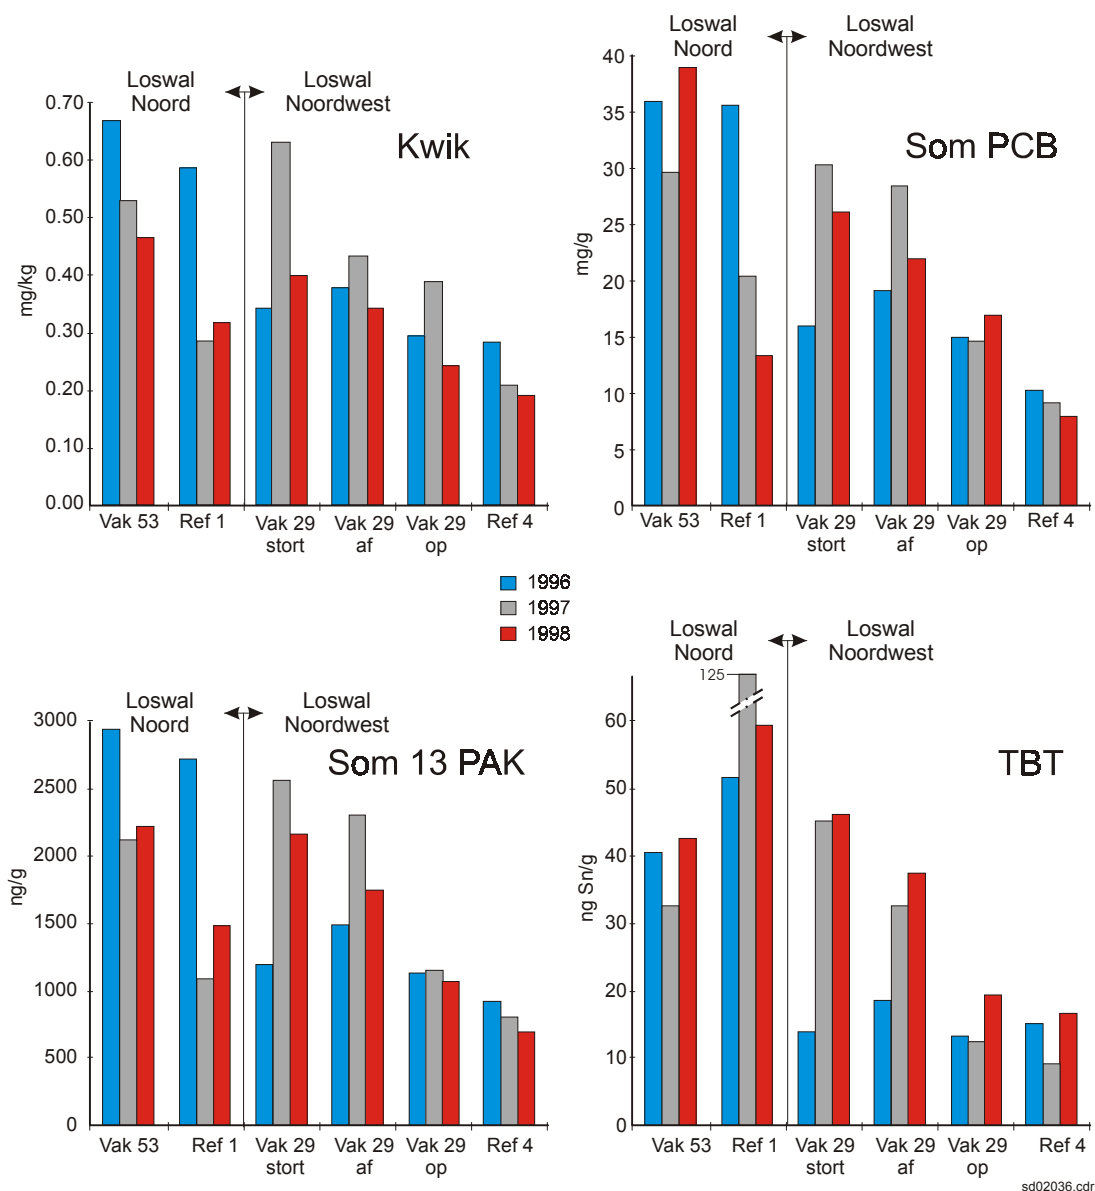 Loswal
Noord
Loswal
Noordwest
Kwik
mg/kg
0.70
0.60
0.50
0.40
0.30
0.20
0.10
0.00
Vak 53
Ref 1
Vak 29
stort
Vak 29
af
Vak 29
op
Ref 4
Loswal
Noord
Loswal
Noordwest
Som PCB
mg/g
40
35
30
25
20
15
10
5
0
Vak 53
Ref 1
Vak 29
stort
Vak 29
af
Vak 29
op
Ref 4
1996
1997
1998
Loswal
Noord
Loswal
Noordwest
Som 13 PAK
ng/g
3000
2500
2000
1500
1000
500
0
Vak 53
Ref 1
Vak 29
stort
Vak 29
af
Vak 29
op
Ref 4
Loswal
Noord
Loswal
Noordwest
125
TBT
ng Sn/g
60
50
40
30
20
10
0
Vak 53
Ref 1
Vak 29
stort
Vak 29
af
Vak 29
op
Ref 4
sd02036.cdr